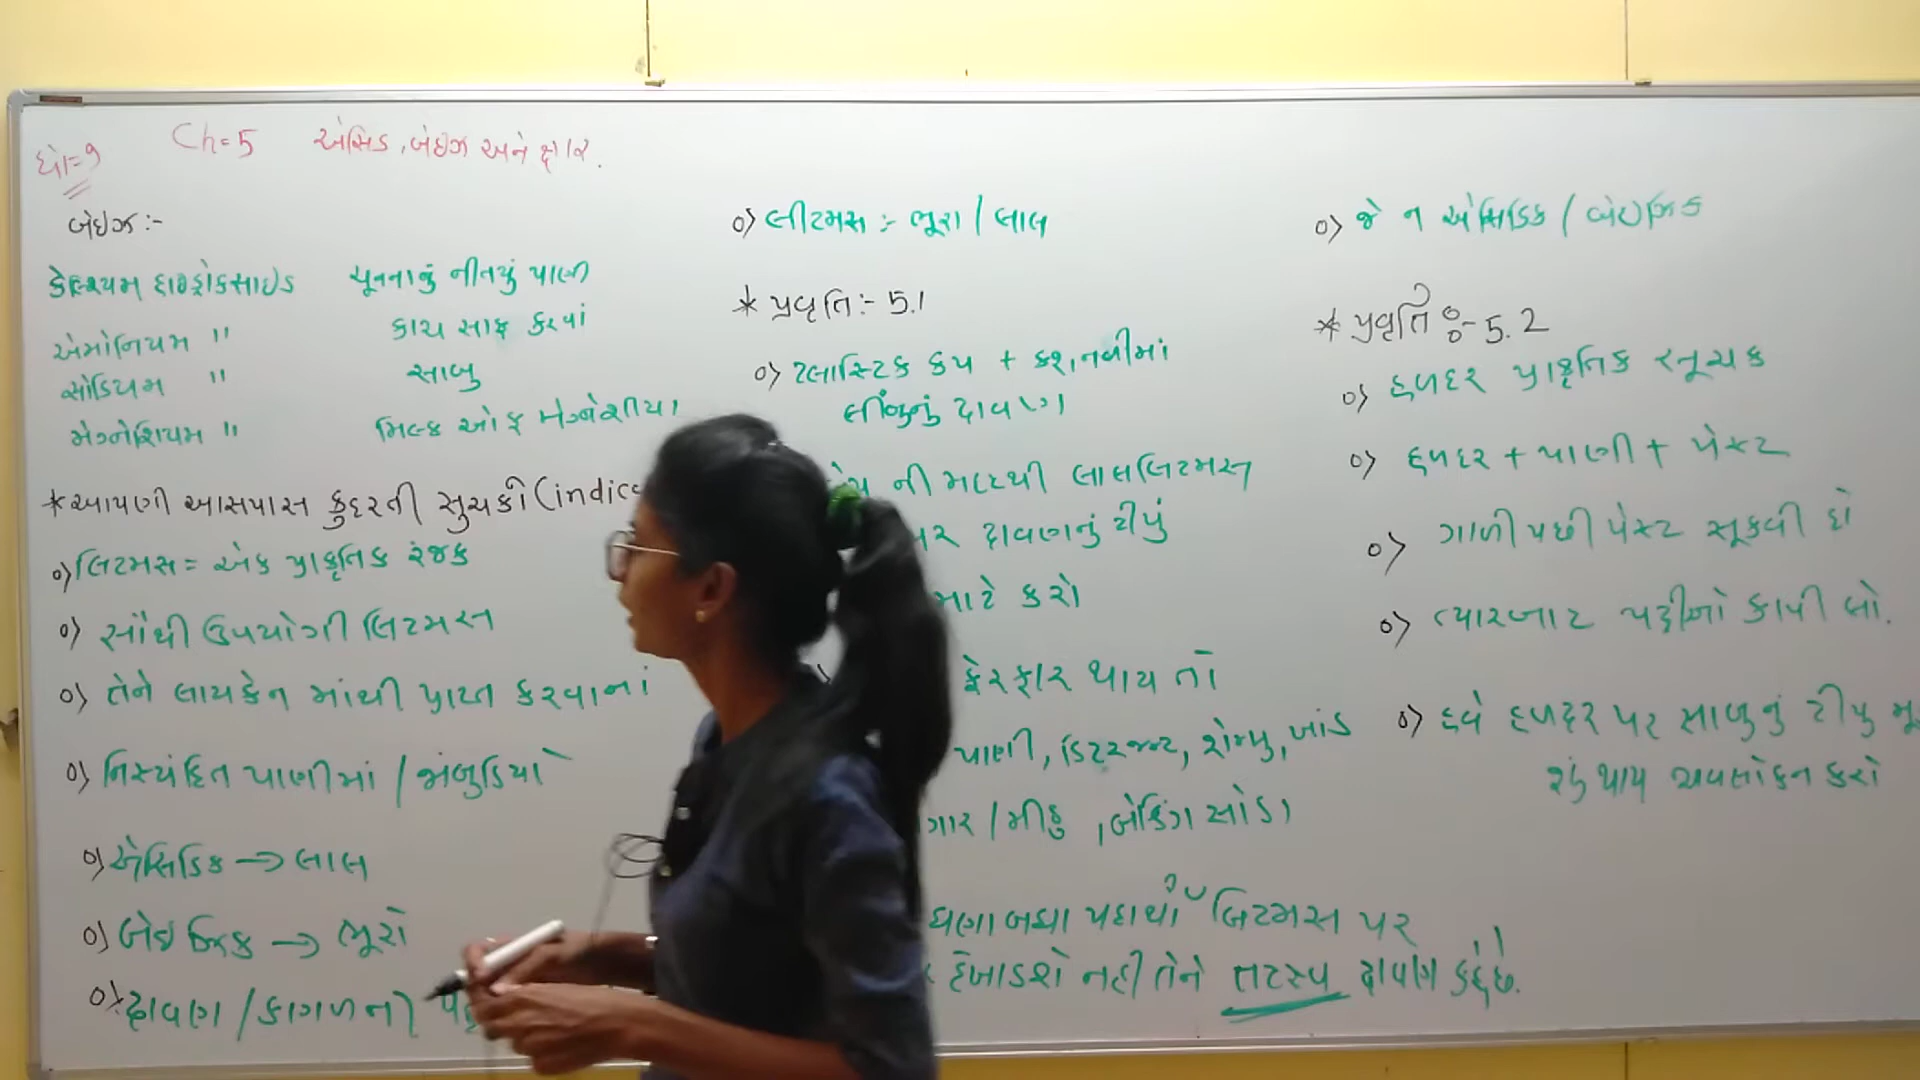 ધો=૭ Ch=5 એસિડ, બેઇઝ અને ક્ષાર.
બેઇઝ:-
કેલ્શિયમ હાઇડ્રોકસાઇડ ચૂનાનું નીતર્યું પાણી
એમોનિયમ " કાચ સાફ કરવાં
સોડિયમ " સાબુ
મેગ્નેશિયમ " મિલ્ક ઓફ મેગ્નેશીયા
* આપણી આસપાસ કુદરતી સુચકો (indic
૦) લિટમસ = એક પ્રાકૃતિક રંજક
૦) સૌથી ઉપયોગી લિટમસ
૦) તેને લાયકેન માંથી પ્રાપ્ત કરવાનાં
૦) નિસ્યંદિત પાણીમાં / જાંબુડિયો
૦) એસિડિક → લાલ
૦) બેઇઝિક → ભૂરો
૦) દ્રાવણ / કાગળની
૦) લીટમસ :- ભૂરા / લાલ
* પ્રવૃતિ:- 5.1
૦) પ્લાસ્ટિક કપ + કશનળીમાં
લીંબુનું દ્રાવણ
ની મદદથી લાલલિટમસ
પર દ્રાવણનું ટીપું
માટે કરો
ફેરફાર થાય તો
પાણી, ડિટરજન્ટ, શેમ્પુ, ખાંડ
ગાર / મીઠુ, બેકિંગ સોડા
ઘણા બધા પદાર્થો લિટમસ પર
દેખાડશે નહી તેને તટસ્થ દ્રાવણ કહે છે.
૦) જે ન એસિડિક / બેઇઝિક
* પ્રવૃતિ :- 5.2
૦) હળદર પ્રાકૃતિક સૂચક
૦) હળદર + પાણી + પેસ્ટ
૦) ગાળી પછી પેસ્ટ સૂકવી દો
૦) ત્યારબાદ પટ્ટીઓ કાપી લો.
૦) હવે હળદર પર સાબુનું ટીપુ મૂ
શું થાય અવલોકન કરો